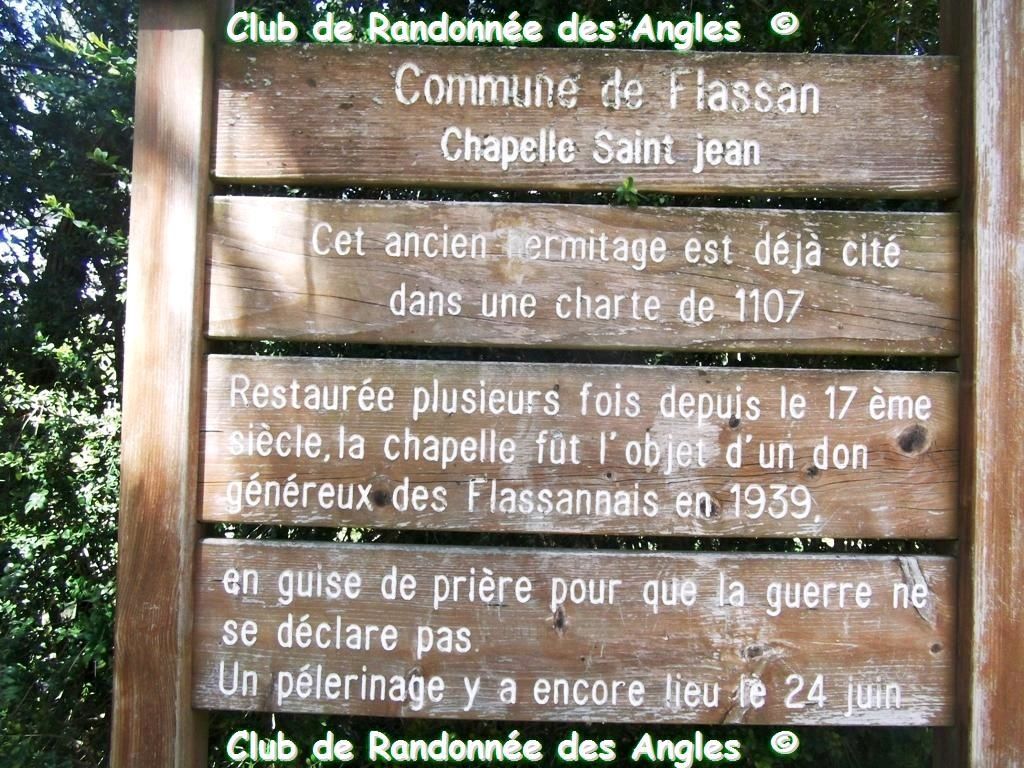 Club de Randonnée des Angles ©
Commune de Flassan
Chapelle Saint jean
Cet ancien hermitage est déjà cité
dans une charte de 1107
Restaurée plusieurs fois depuis le 17 ème
siècle, la chapelle fût l'objet d'un don
généreux des Flassannais en 1939,
en guise de prière pour que la guerre ne
se déclare pas.
Un pélerinage y a encore lieu le 24 juin
Club de Randonnée des Angles ©